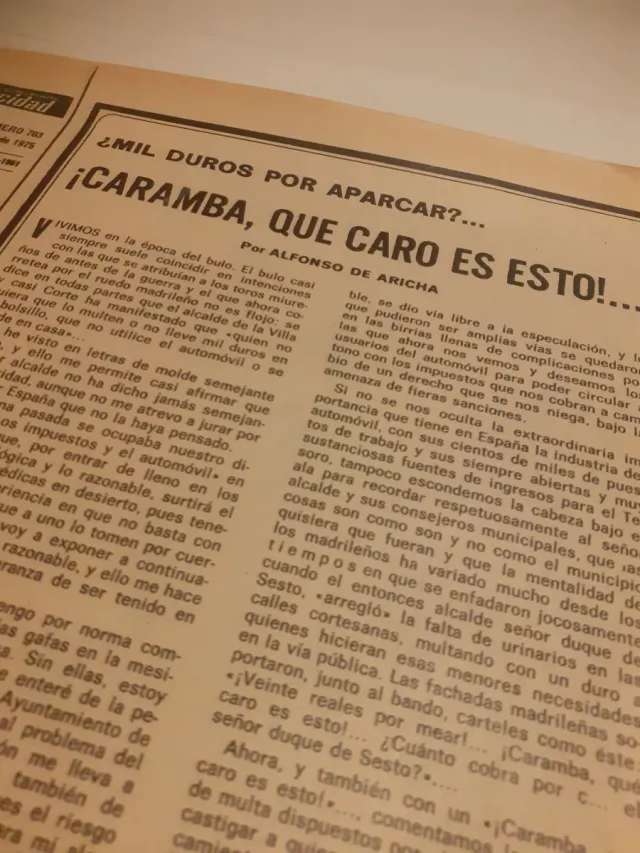 cidad
ERO 703
de 1975
1961
¿MIL DUROS POR APARCAR?...
¡CARAMBA, QUE CARO ES ESTO!...
Por ALFONSO DE ARICHA
VIVIMOS en la época del bulo. El bulo casi
siempre suele coincidir en intenciones
con las que se atribuían a los toros miure-
ños de antes de la guerra y el que ahora co-
rretea por el ruedo madrileño no es flojo: se
dice en todas partes que el alcalde de la Villa
y casi Corte ha manifestado que «quien no
quiera que lo multen o no lleve mil duros en
bolsillo, que no utilice el automóvil o se
de en casa»...
he visto en letras de molde semejante
, y ello me permite casi afirmar que
r alcalde no ha dicho jamás semejan-
cidad, aunque no me atrevo a jurar por
r España que no la haya pensado.
na pasada se ocupaba nuestro di-
os impuestos y el automóvil» en
que, por entrar de lleno en los
ógica y lo razonable, surtirá el
édicas en desierto, pues tene-
eriencia en que no basta con
ue a uno lo tomen por cuer-
voy a exponer a continua-
razonable, y ello me hace
eranza de ser tenido en
engo por norma com-
as gafas en la mesi-
a. Sin ellas, estoy
e enteré de la pe-
Ayuntamiento de
al problema del
ón me lleva a
también de
es el riesgo
ara mi
ble, se dio vía libre a la especulación, y l
que pudieron ser amplias vías se quedaron
en las birrias llenas de complicaciones po
las que ahora nos vemos y deseamos los
usuarios del automóvil para poder circular a
tono con los impuestos que nos cobran a cam
bio de un derecho que se nos niega, bajo l
amenaza de fieras sanciones.
Si no se nos oculta la extraordinaria im
portancia que tiene en España la industria de
automóvil, con sus cientos de miles de pues
tos de trabajo y sus siempre abiertas y muy
sustanciosas fuentes de ingresos para el Te
soro, tampoco escondemos la cabeza bajo e
ala para recordar respetuosamente al seño
alcalde y sus consejeros municipales, que las
cosas son como son y no como el municipio
quisiera que fueran y que la mentalidad de
los madrileños ha variado mucho desde los
tiempos en que se enfadaron jocosamente
cuando el entonces alcalde señor duque de
Sesto, «arregló» la falta de urinarios en las
calles cortesanas, multando con un duro a
quienes hicieran esas menores necesidades
en la vía pública. Las fachadas madrileñas so-
portaron, junto al bando, carteles como éste:
«¡Veinte reales por mear!... ¡Caramba, qué
caro es esto!... ¿Cuánto cobra por c... el
señor duque de Sesto?»....
Ahora, y también con un «¡Caramba
caro es esto!»..., comentamos la
de multa dispuestos po
castigar a quie
camie